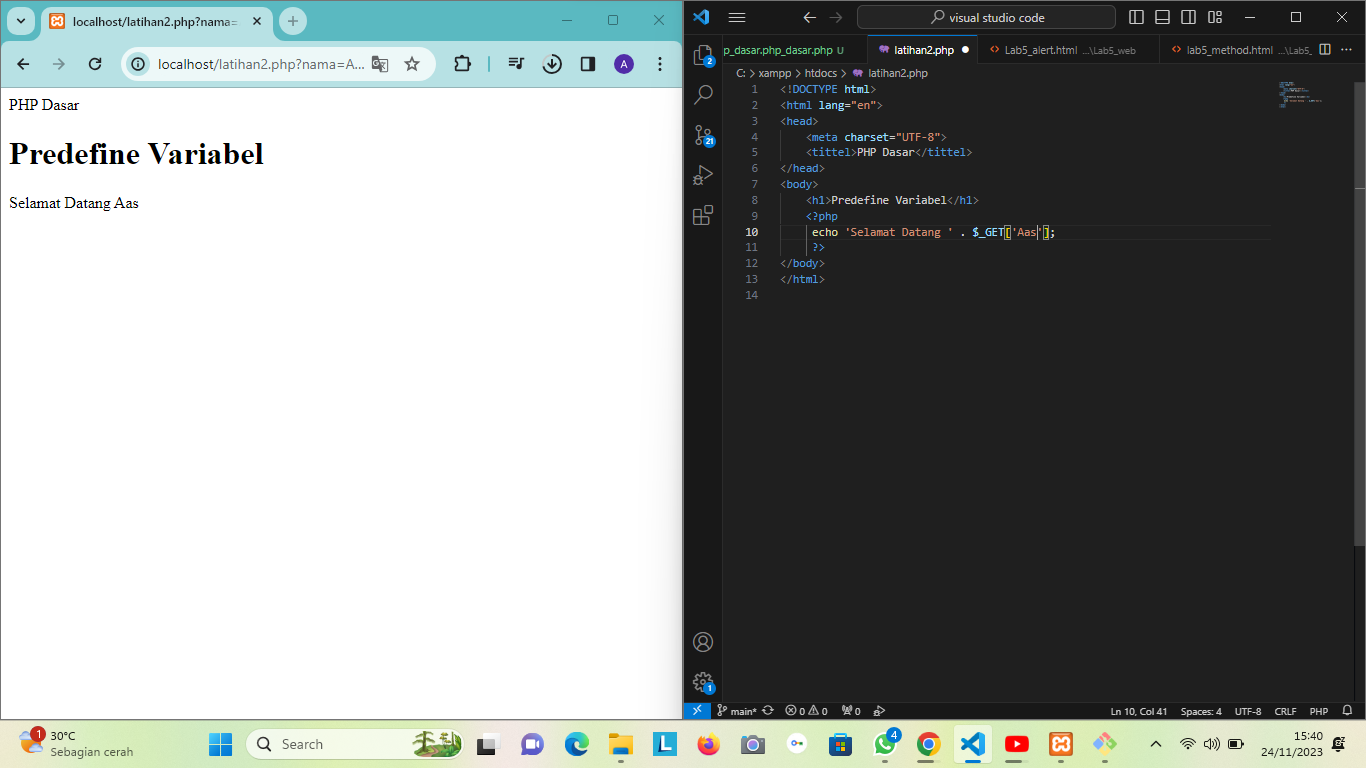 localhost/latihan2.php?nama=
localhost/latihan2.php?nama=A...
A
PHP Dasar
Predefine Variabel
Selamat Datang Aas
visual studio code
p_dasar.php_dasar.php U
latihan2.php
Lab5_alert.html ...\Lab5_web
lab5_method.html ...\Lab5_
C: > xampp > htdocs > latihan2.php
1 <!DOCTYPE html>
2 <html lang="en">
3 <head>
4 <meta charset="UTF-8">
5 <tittel>PHP Dasar</tittel>
6 </head>
7 <body>
8 <h1>Predefine Variabel</h1>
9 <?php
10 echo 'Selamat Datang ' . $_GET['Aas'];
11 ?>
12 </body>
13 </html>
14
2
21
1
main* 0 0 0
Ln 10, Col 41 Spaces: 4 UTF-8 CRLF PHP
1
30°C
Sebagian cerah
Search
L
4
15:40
24/11/2023